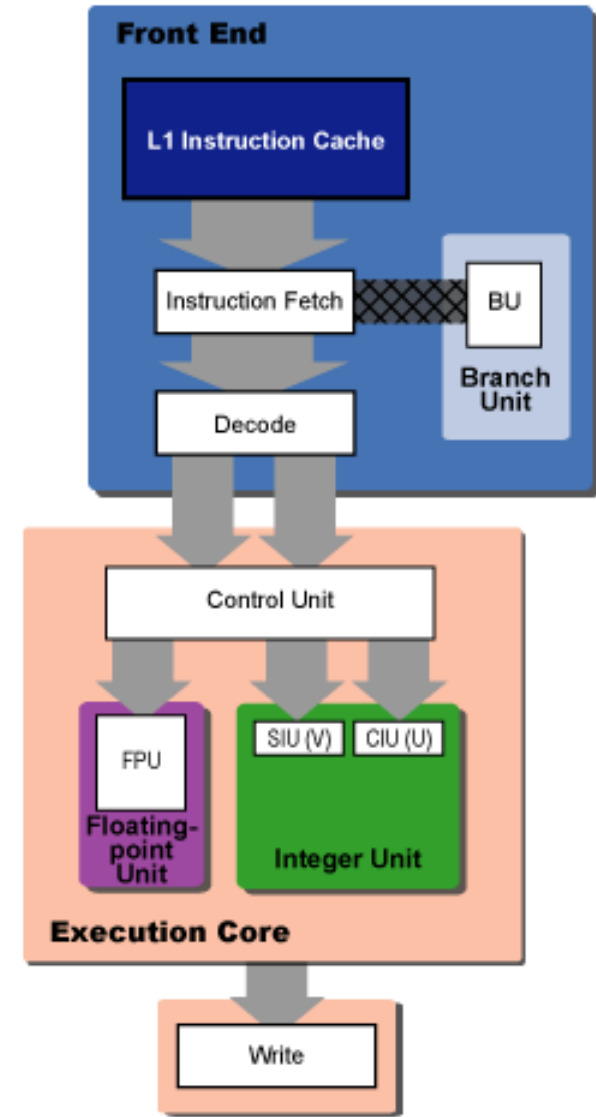 Front End
L1 Instruction Cache
Instruction Fetch
BU
Branch
Unit
Decode
Control Unit
FPU
Floating-
point
Unit
SIU (V)
CIU (U)
Integer Unit
Execution Core
Write